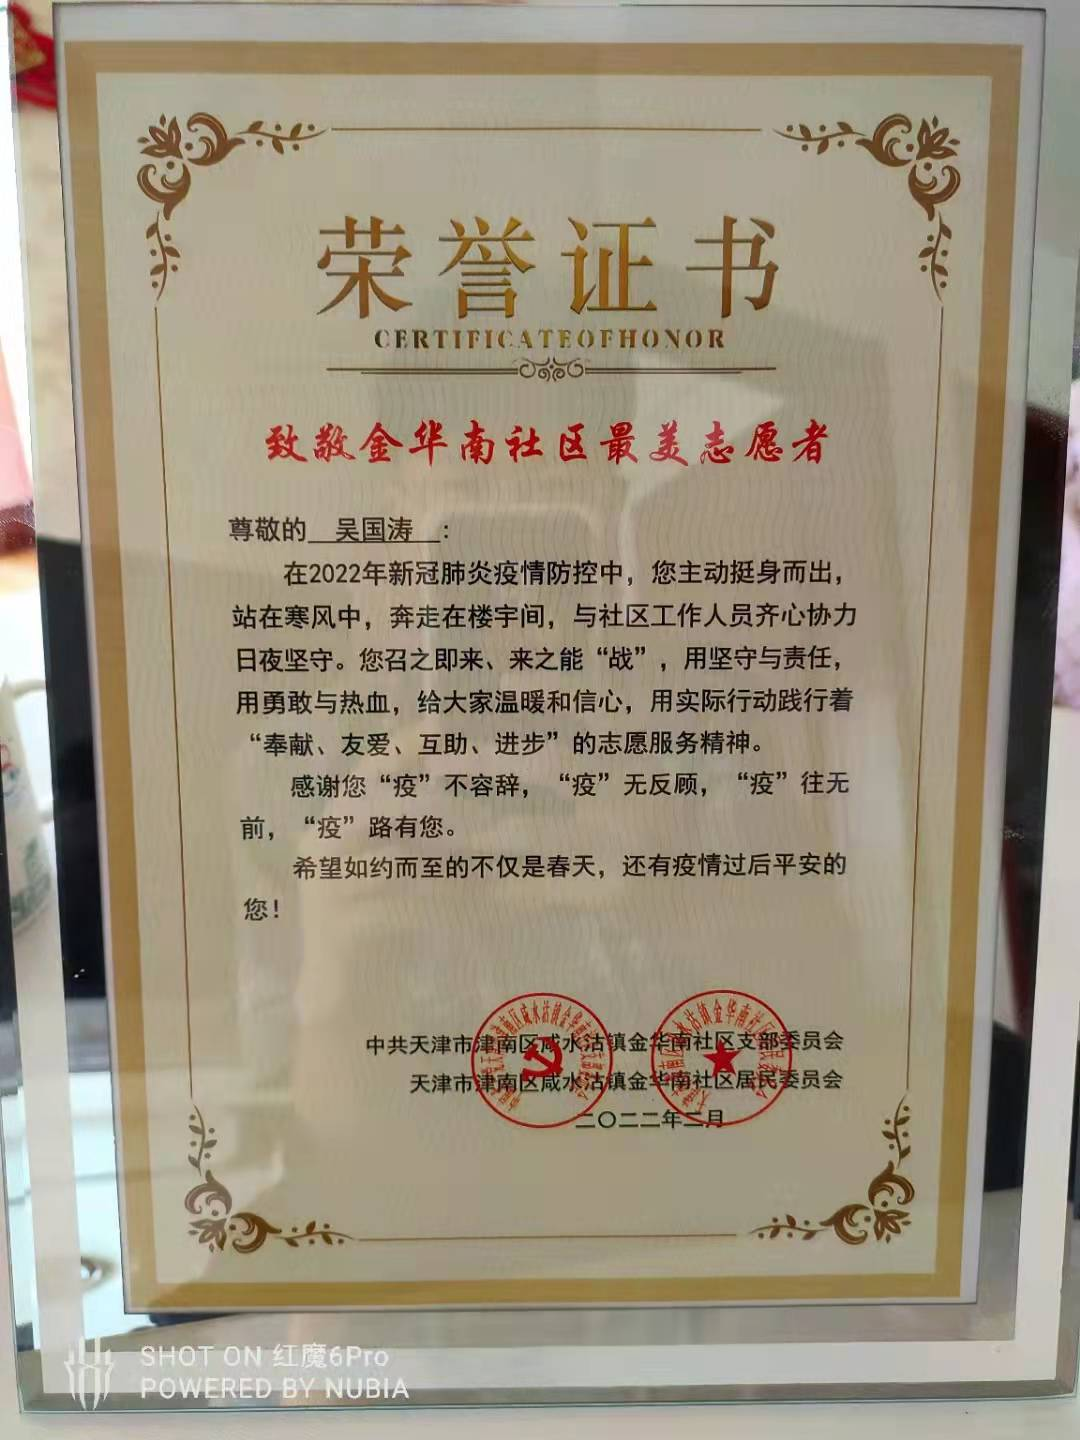 荣誉证书
CERTIFICATEOFHONOR
致敬金华南社区最美志愿者
尊敬的 吴国涛 ：
在2022年新冠肺炎疫情防控中，您主动挺身而出，
站在寒风中，奔走在楼宇间，与社区工作人员齐心协力
日夜坚守。您召之即来、来之能“战”，用坚守与责任，
用勇敢与热血，给大家温暖和信心，用实际行动践行着
“奉献、友爱、互助、进步”的志愿服务精神。
感谢您“疫”不容辞，“疫”无反顾，“疫”往无
前，“疫”路有您。
希望如约而至的不仅是春天，还有疫情过后平安的
您！
中共天津市津南区咸水沽镇金华南社区支部委员会
天津市津南区咸水沽镇金华南社区居民委员会
二〇二二年二月
SHOT ON 红魔6Pro
POWERED BY NUBIA